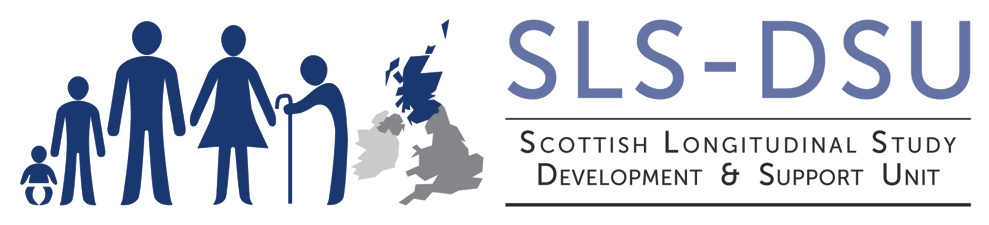 SLS-DSU
Scottish Longitudinal Study
Development & Support Unit